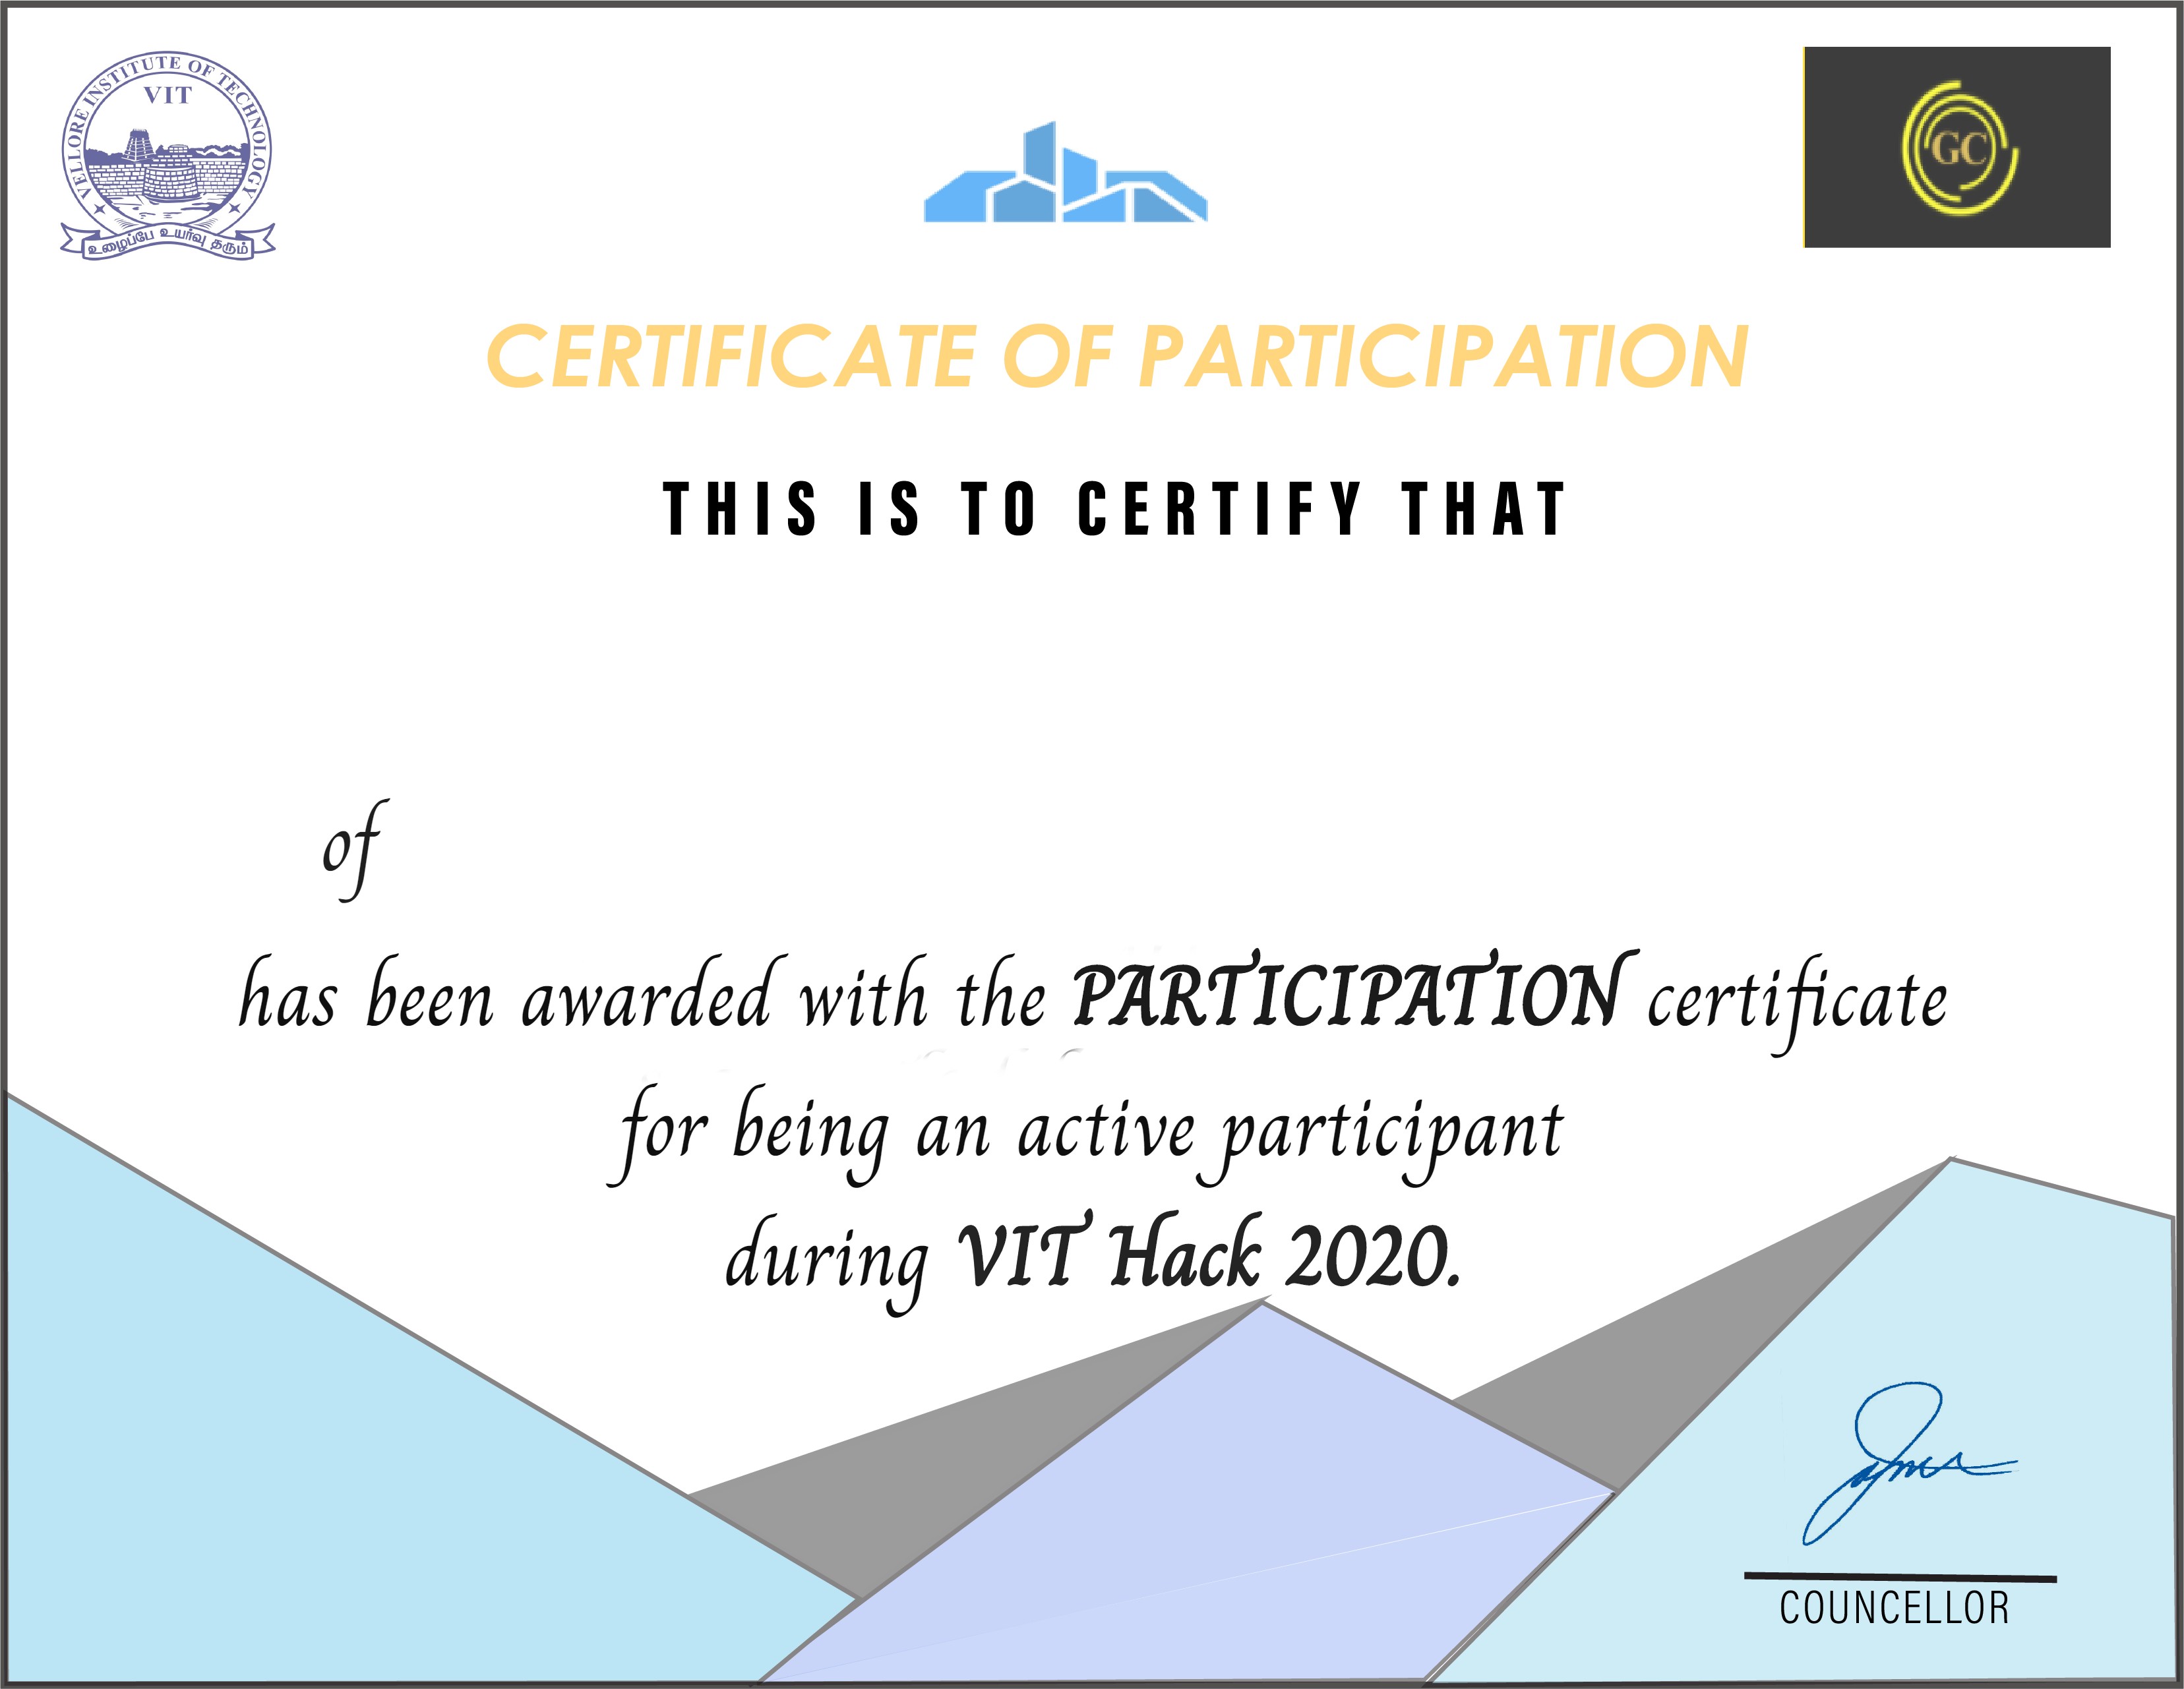 VELLORE INSTITUTE OF TECHNOLOGY
VIT
உழைப்பே உயர்வு தரும்
GC
CERTIFICATE OF PARTICIPATION
THIS IS TO CERTIFY THAT
of
has been awarded with the PARTICIPATION certificate
for being an active participant
during VIT Hack 2020.
COUNCELLOR